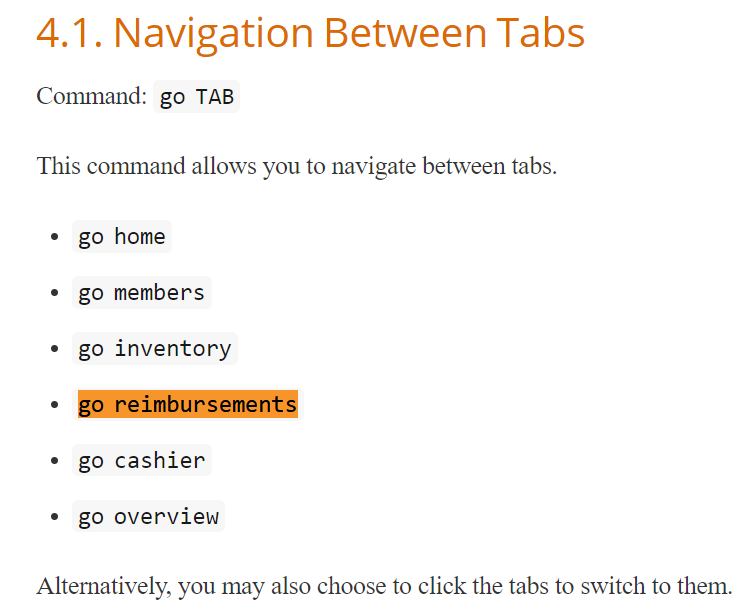 4.1. Navigation Between Tabs
Command: go TAB
This command allows you to navigate between tabs.
• go home
• go members
• go inventory
• go reimbursements
• go cashier
• go overview
Alternatively, you may also choose to click the tabs to switch to them.